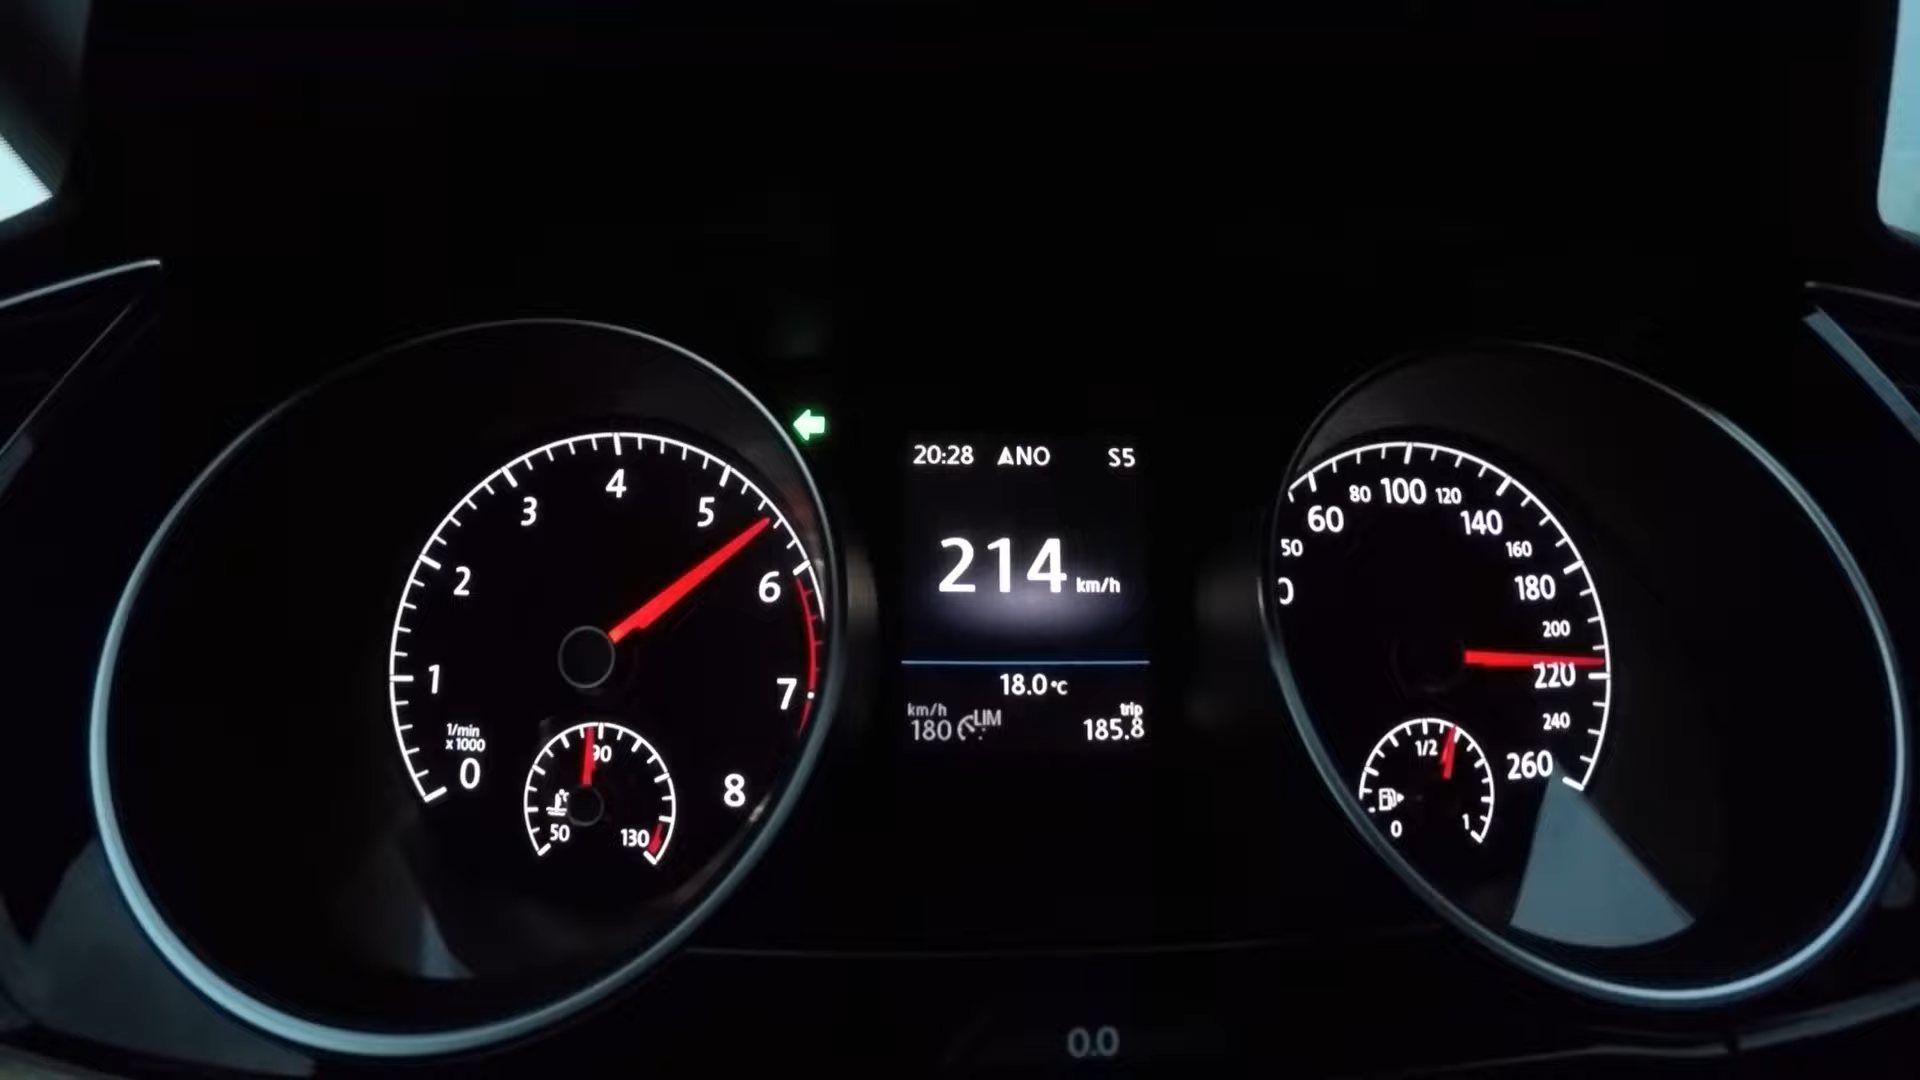 20:28 ANO S5
214 km/h
18.0°C
km/h
180 LIM
trip
185.8
0 1 2 3 4 5 6 7 8
1/min
x 1000
50 90 130
60 80 100 120 140 160 180 200 220 240 260
50
0 1/2 1
0.0